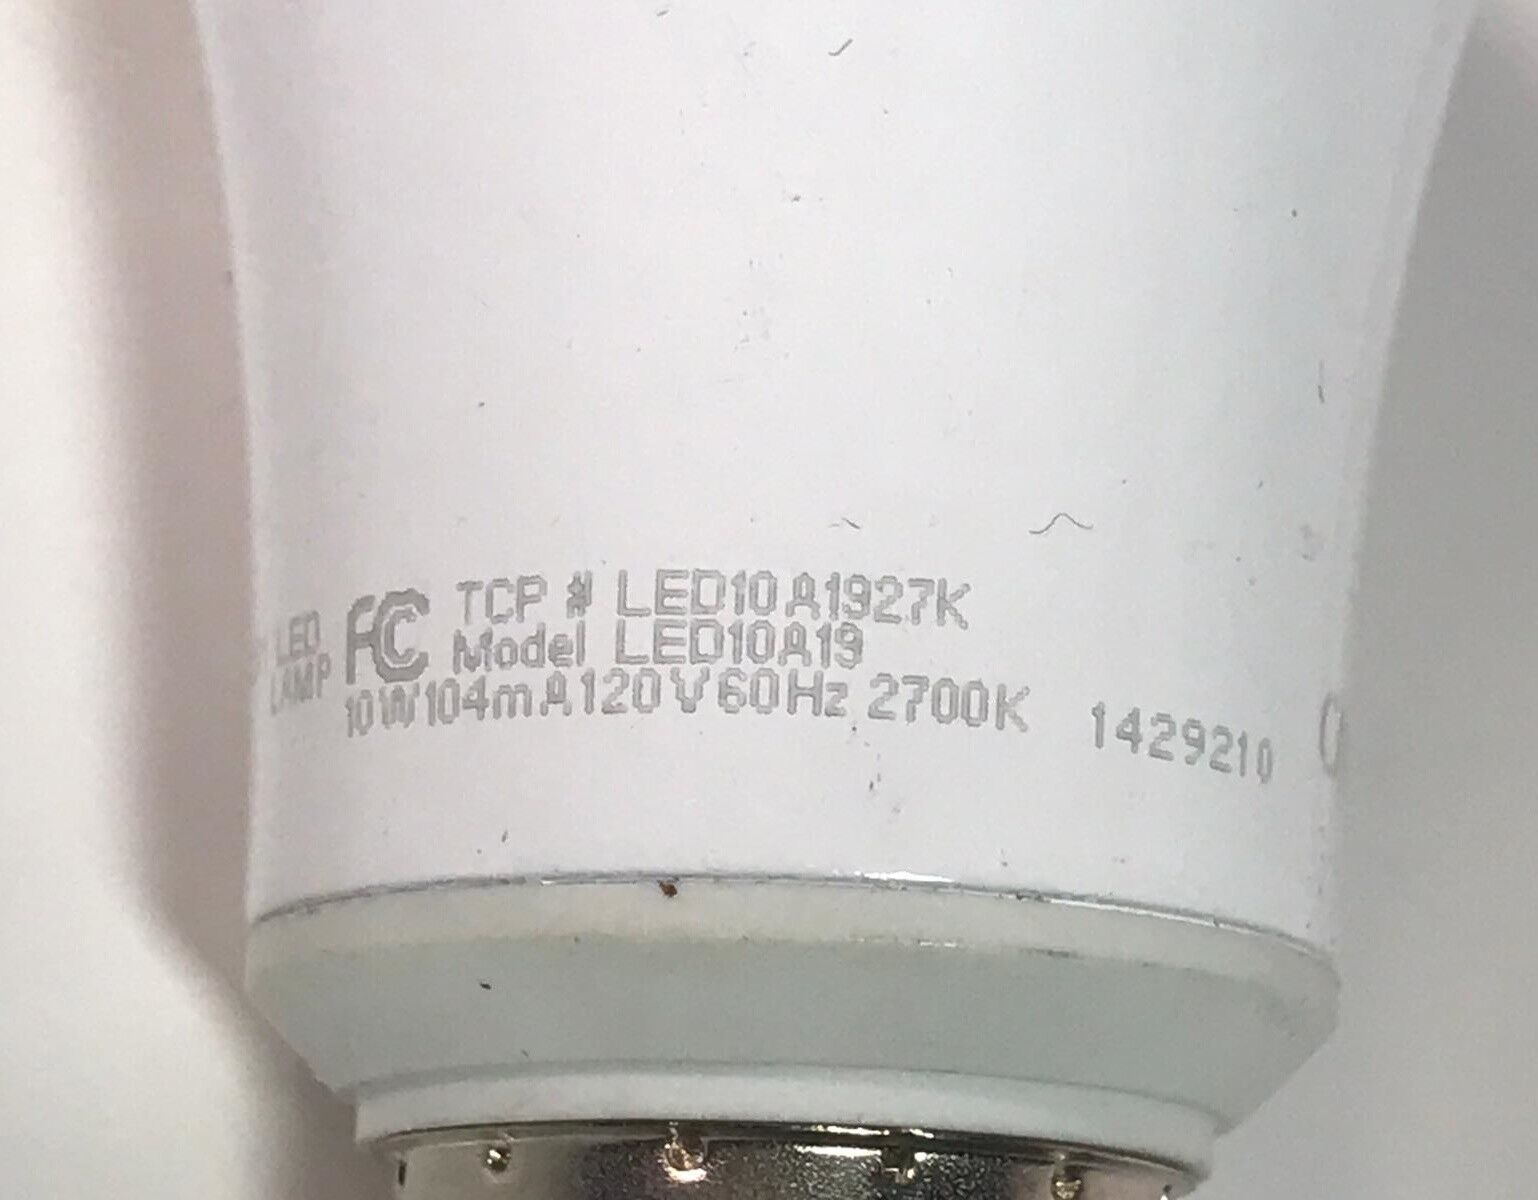 LED
LAMP
FC TCP # LED10A1927K
Model LED10A19
10W 104mA 120V 60Hz 2700K 1429210